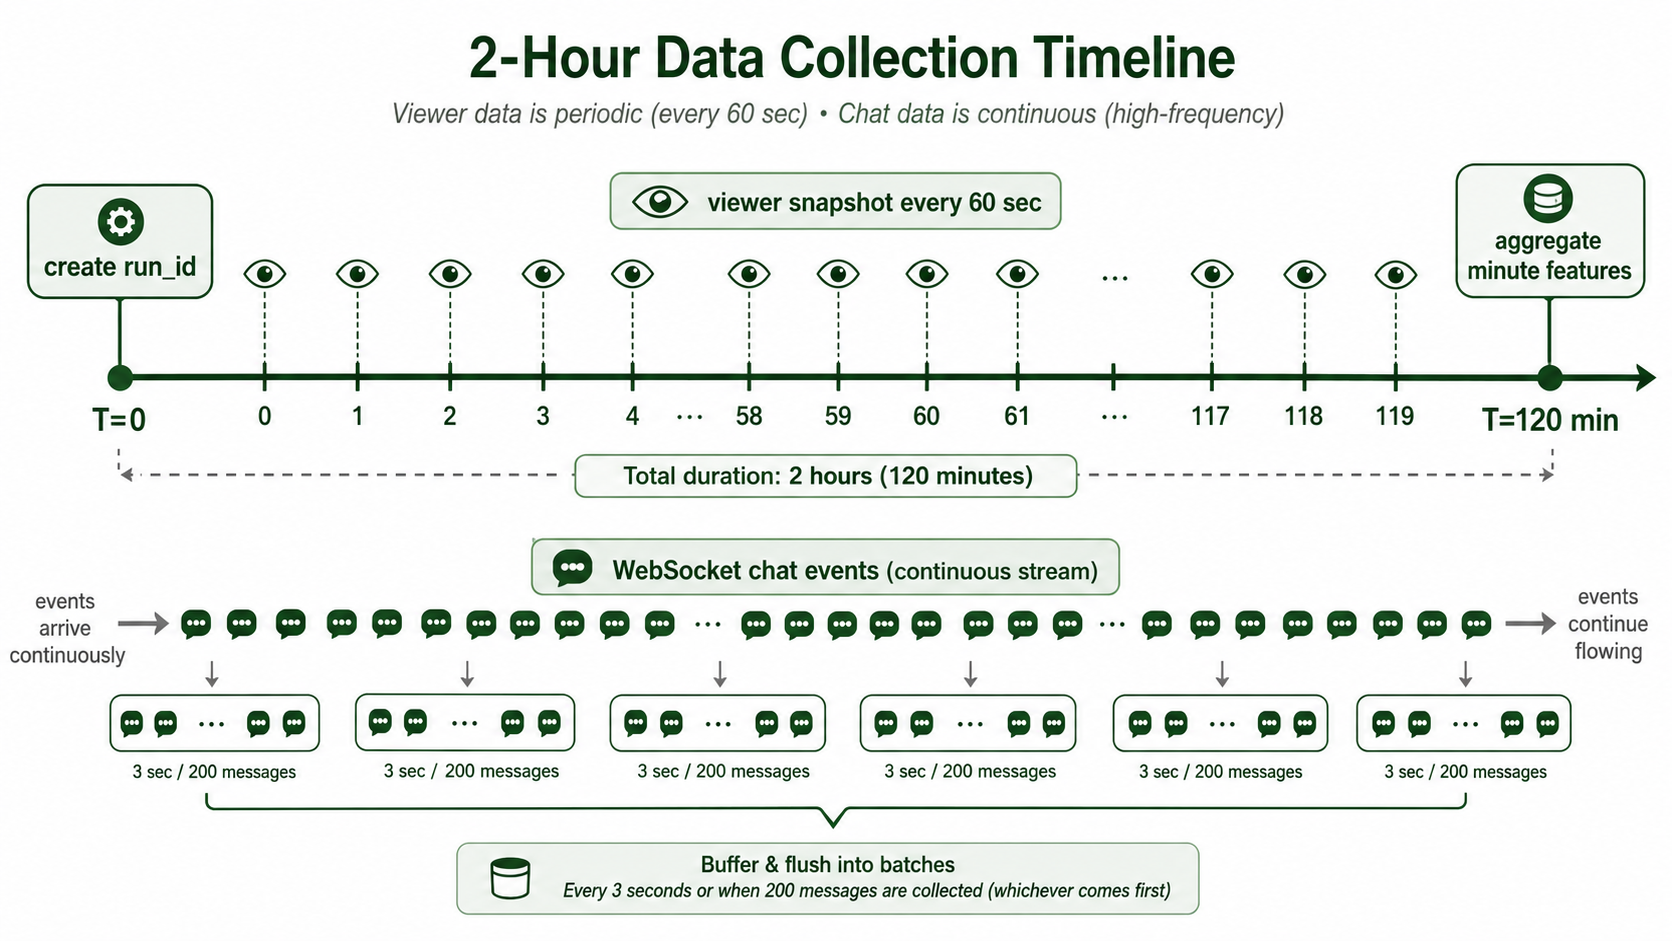 2-Hour Data Collection Timeline
Viewer data is periodic (every 60 sec) • Chat data is continuous (high-frequency)
create run_id
viewer snapshot every 60 sec
aggregate
minute features
...
T=0
0 1 2 3 4 ... 58 59 60 61 ... 117 118 119
T=120 min
Total duration: 2 hours (120 minutes)
WebSocket chat events (continuous stream)
events
arrive
continuously
... ...
events
continue
flowing
... ... ... ... ... ...
3 sec / 200 messages
3 sec / 200 messages
3 sec / 200 messages
3 sec / 200 messages
3 sec / 200 messages
3 sec / 200 messages
Buffer & flush into batches
Every 3 seconds or when 200 messages are collected (whichever comes first)